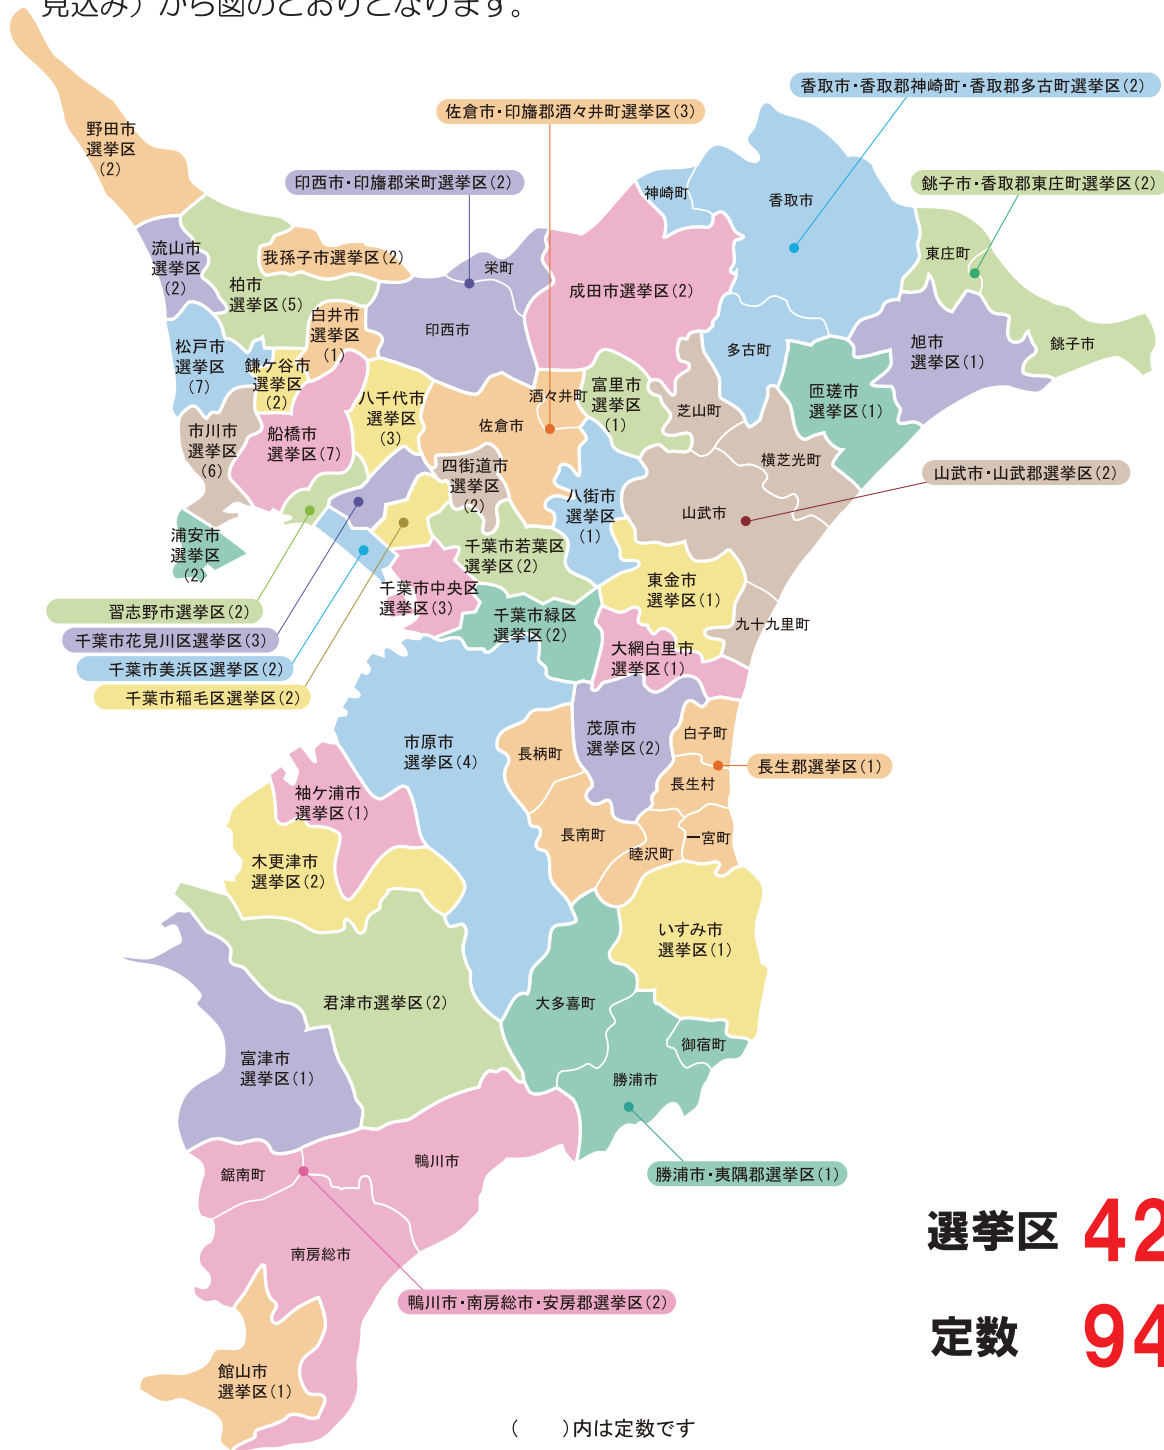 見込み）から図のとおりとなります。
香取市・香取郡神崎町・香取郡多古町選挙区(2)
佐倉市・印旛郡酒々井町選挙区(3)
印西市・印旛郡栄町選挙区(2)
銚子市・香取郡東庄町選挙区(2)
野田市
選挙区
(2)
神崎町
香取市
流山市
選挙区
(2)
我孫子市選挙区(2)
栄町
東庄町
柏市
選挙区(5)
成田市選挙区(2)
白井市
選挙区
(1)
印西市
松戸市
選挙区
(7)
鎌ケ谷市
選挙区
(2)
多古町
旭市
選挙区(1)
銚子市
八千代市
選挙区
(3)
酒々井町
富里市
選挙区
(1)
匝瑳市
選挙区(1)
芝山町
市川市
選挙区
(6)
船橋市
選挙区(7)
佐倉市
四街道市
選挙区
(2)
横芝光町
山武市・山武郡選挙区(2)
八街市
選挙区
(1)
山武市
浦安市
選挙区
(2)
千葉市若葉区
選挙区(2)
千葉市中央区
選挙区(3)
東金市
選挙区(1)
習志野市選挙区(2)
千葉市花見川区選挙区(3)
千葉市美浜区選挙区(2)
千葉市稲毛区選挙区(2)
千葉市緑区
選挙区(2)
九十九里町
大網白里市
選挙区(1)
市原市
選挙区(4)
長柄町
茂原市
選挙区(2)
白子町
長生郡選挙区(1)
長生村
袖ケ浦市
選挙区(1)
長南町
睦沢町
一宮町
木更津市
選挙区(2)
いすみ市
選挙区(1)
君津市選挙区(2)
大多喜町
御宿町
富津市
選挙区(1)
勝浦市
勝浦市・夷隅郡選挙区(1)
鋸南町
鴨川市
南房総市
鴨川市・南房総市・安房郡選挙区(2)
館山市
選挙区(1)
選挙区 42
定数 94
(　　)内は定数です